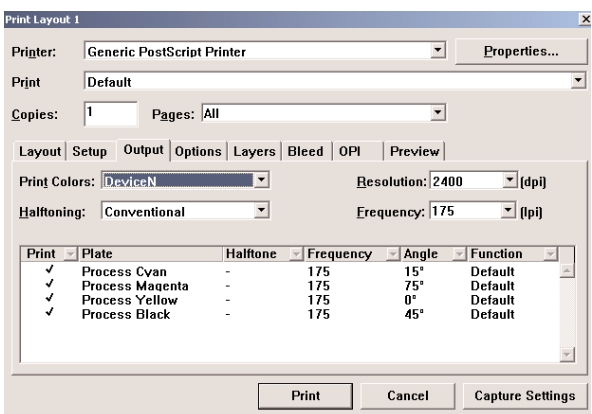 Print Layout 1
Printer: Generic PostScript Printer Properties...
Print Default
Copies: 1 Pages: All
Layout Setup Output Options Layers Bleed OPI Preview
Print Colors: DeviceN Resolution: 2400 (dpi)
Halftoning: Conventional Frequency: 175 (lpi)
Print Plate Halftone Frequency Angle Function
✓ Process Cyan - 175 15° Default
✓ Process Magenta - 175 75° Default
✓ Process Yellow - 175 0° Default
✓ Process Black - 175 45° Default
Print Cancel Capture Settings